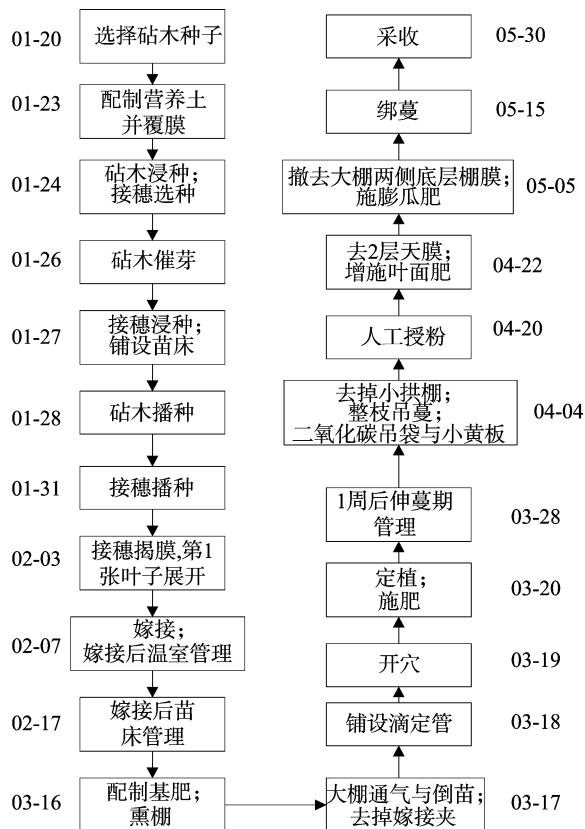 01-20
选择砧木种子
01-23
配制营养土
并覆膜
01-24
砧木浸种；
接穗选种
01-26
砧木催芽
01-27
接穗浸种；
铺设苗床
01-28
砧木播种
01-31
接穗播种
02-03
接穗揭膜,第1
张叶子展开
02-07
嫁接；
嫁接后温室管理
02-17
嫁接后苗
床管理
03-16
配制基肥；
熏棚
大棚通气与倒苗；
去掉嫁接夹
03-17
铺设滴定管
03-18
开穴
03-19
定植；
施肥
03-20
1周后伸蔓期
管理
03-28
去掉小拱棚；
整枝吊蔓；
二氧化碳吊袋与小黄板
04-04
人工授粉
04-20
去2层天膜；
增施叶面肥
04-22
撤去大棚两侧底层棚膜；
施膨瓜肥
05-05
绑蔓
05-15
采收
05-30